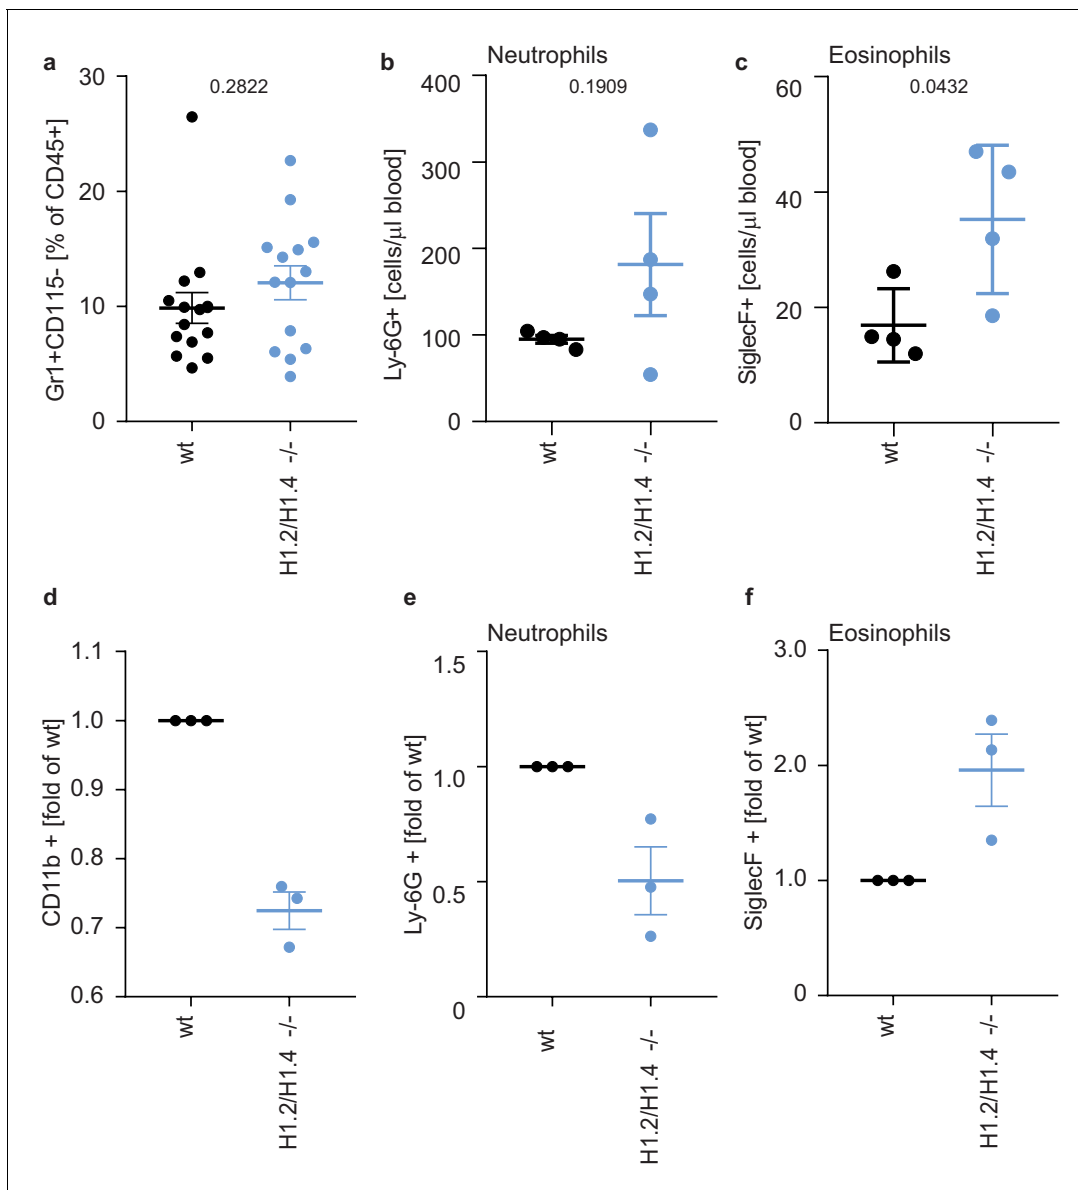 a
0.2822
Gr1+CD115- [% of CD45+]
30
20
10
0
wt
H1.2/H1.4 -/-
b
Neutrophils
0.1909
Ly-6G+ [cells/μl blood)
400
300
200
100
0
wt
H1.2/H1.4 -/-
c
Eosinophils
0.0432
SiglecF+ [cells/μl blood)
60
40
20
0
wt
H1.2/H1.4 -/-
d
CD11b + [fold of wt]
1.1
1.0
0.9
0.8
0.7
0.6
wt
H1.2/H1.4 -/-
e
Neutrophils
Ly-6G + [fold of wt]
1.5
1.0
0.5
0
wt
H1.2/H1.4 -/-
f
Eosinophils
SiglecF + [fold of wt]
3.0
2.0
1.0
0
wt
H1.2/H1.4 -/-